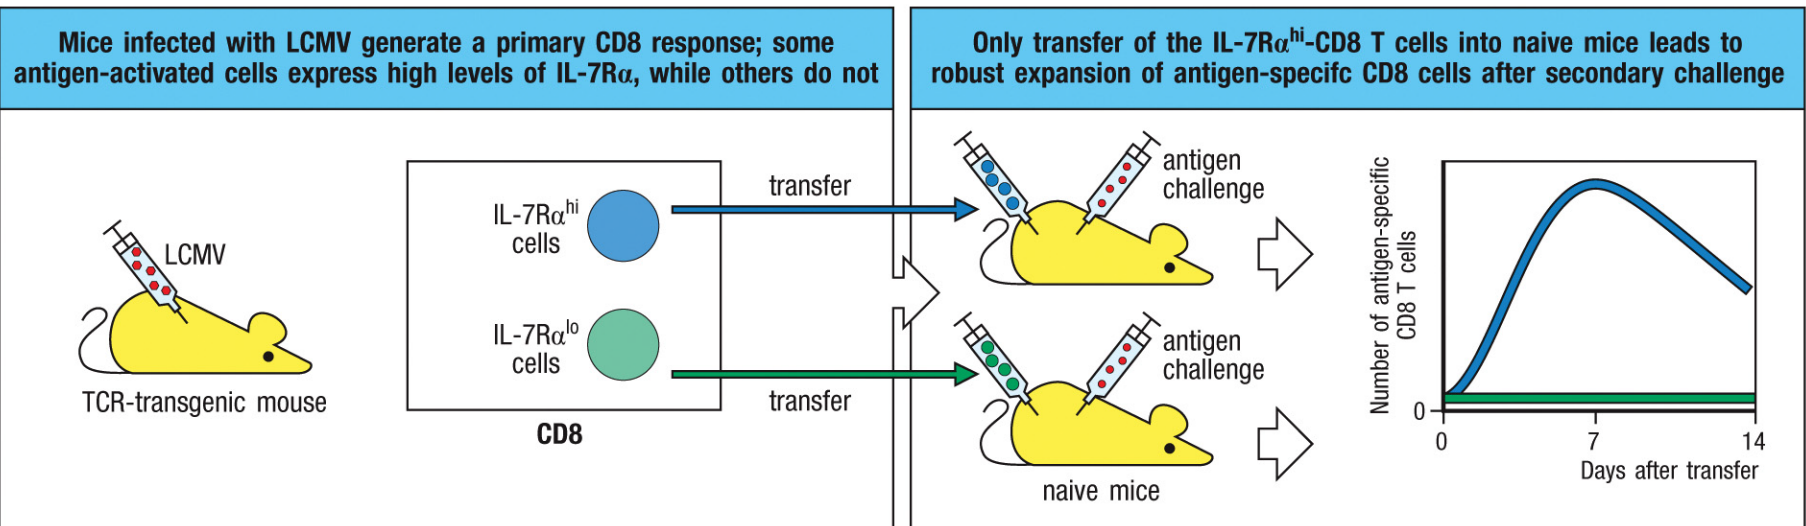 Mice infected with LCMV generate a primary CD8 response; some
antigen-activated cells express high levels of IL-7Rα, while others do not
LCMV
TCR-transgenic mouse
IL-7Rαhi
cells
IL-7Rαlo
cells
CD8
transfer
transfer
Only transfer of the IL-7Rαhi-CD8 T cells into naive mice leads to
robust expansion of antigen-specifc CD8 cells after secondary challenge
antigen
challenge
antigen
challenge
naive mice
Number of antigen-specific
CD8 T cells
0
0 7 14
Days after transfer